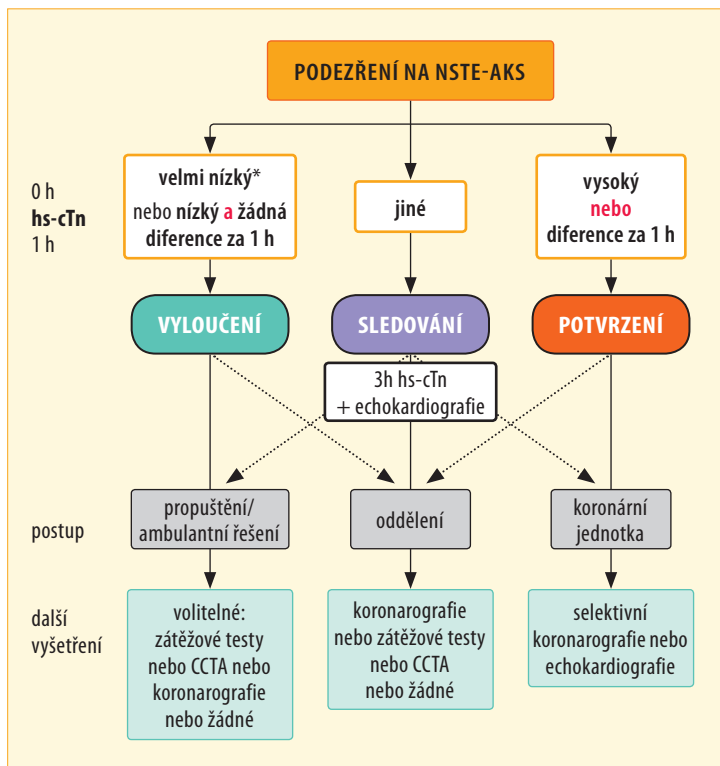 PODEZŘENÍ NA NSTE-AKS
0 h
hs-cTn
1 h
velmi nízký*
nebo nízký a žádná
diference za 1 h
jiné
vysoký
nebo
diference za 1 h
VYLOUČENÍ
SLEDOVÁNÍ
POTVRZENÍ
3h hs-cTn
+ echokardiografie
postup
propuštění/
ambulantní řešení
oddělení
koronární
jednotka
další
vyšetření
volitelné:
zátěžové testy
nebo CCTA nebo
koronarografie
nebo žádné
koronarografie
nebo zátěžové testy
nebo CCTA
nebo žádné
selektivní
koronarografie nebo
echokardiografie